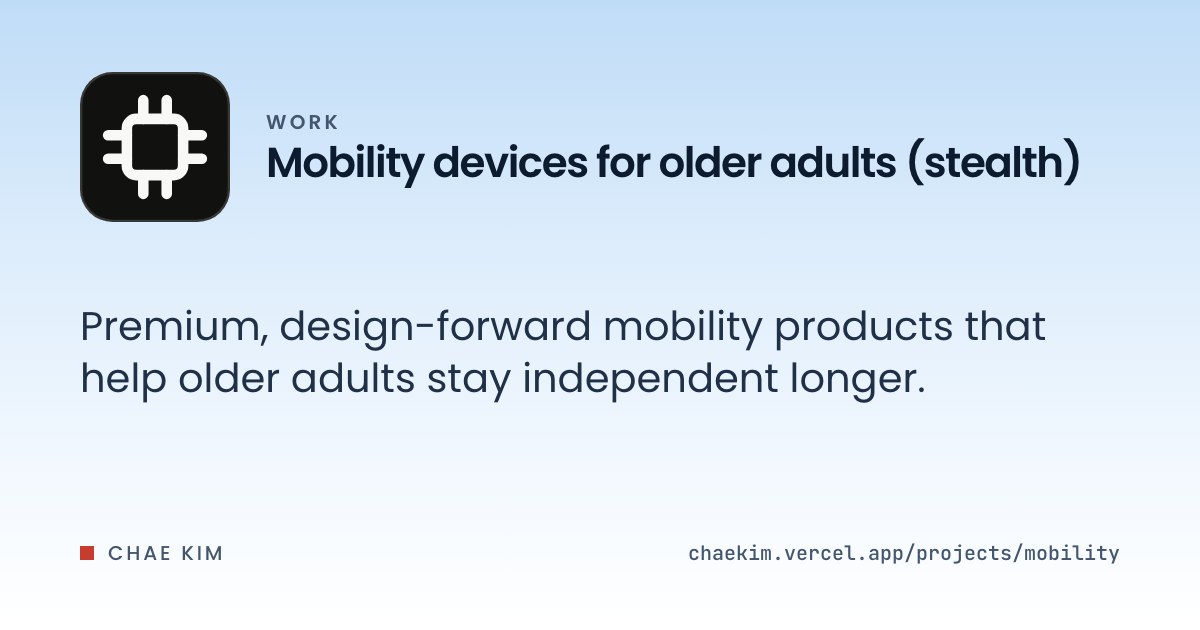 WORK
Mobility devices for older adults (stealth)
Premium, design-forward mobility products that
help older adults stay independent longer.
CHAE KIM
chaekim.vercel.app/projects/mobility